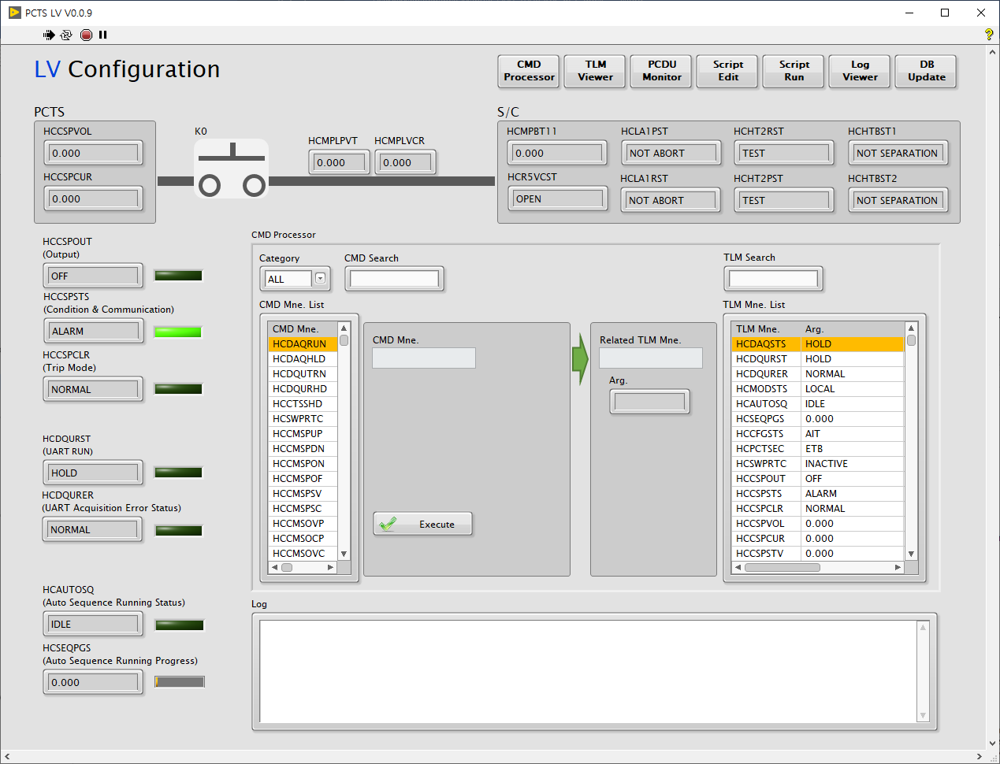 PCTS LV V0.0.9
LV Configuration
CMD Processor
TLM Viewer
PCDU Monitor
Script Edit
Script Run
Log Viewer
DB Update
PCTS
HCCSPVOL
0.000
HCCSPCUR
0.000
K0
HCMPLPVT
0.000
HCMPLVCR
0.000
S/C
HCMPBT11
0.000
HCLA1PST
NOT ABORT
HCHT2RST
TEST
HCHTBST1
NOT SEPARATION
HCR5VCST
OPEN
HCLA1RST
NOT ABORT
HCHT2PST
TEST
HCHTBST2
NOT SEPARATION
HCCSPOUT
(Output)
OFF
HCCSPSTS
(Condition & Communication)
ALARM
HCCSPCLR
(Trip Mode)
NORMAL
HCDQURST
(UART RUN)
HOLD
HCDQURER
(UART Acquisition Error Status)
NORMAL
HCAUTOSQ
(Auto Sequence Running Status)
IDLE
HCSEQPGS
(Auto Sequence Running Progress)
0.000
CMD Processor
Category
ALL
CMD Search
TLM Search
CMD Mne. List
CMD Mne.
HCDAQRUN
HCDAQHLD
HCDQUTRN
HCDQURHD
HCCTSSHD
HCSWPRTC
HCCMSPUP
HCCMSPDN
HCCMSPON
HCCMSPOF
HCCMSPSV
HCCMSPSC
HCCMSOVP
HCCMSOCP
HCCMSOVC
CMD Mne.
Execute
Related TLM Mne.
Arg.
TLM Mne. List
TLM Mne. Arg.
HCDAQSTS HOLD
HCDQURST HOLD
HCDQURER NORMAL
HCMODSTS LOCAL
HCAUTOSQ IDLE
HCSEQPGS 0.000
HCCFGSTS AIT
HCPCTSEC ETB
HCSWPRTC INACTIVE
HCCSPOUT OFF
HCCSPSTS ALARM
HCCSPCLR NORMAL
HCCSPVOL 0.000
HCCSPCUR 0.000
HCCSPSTV 0.000
Log